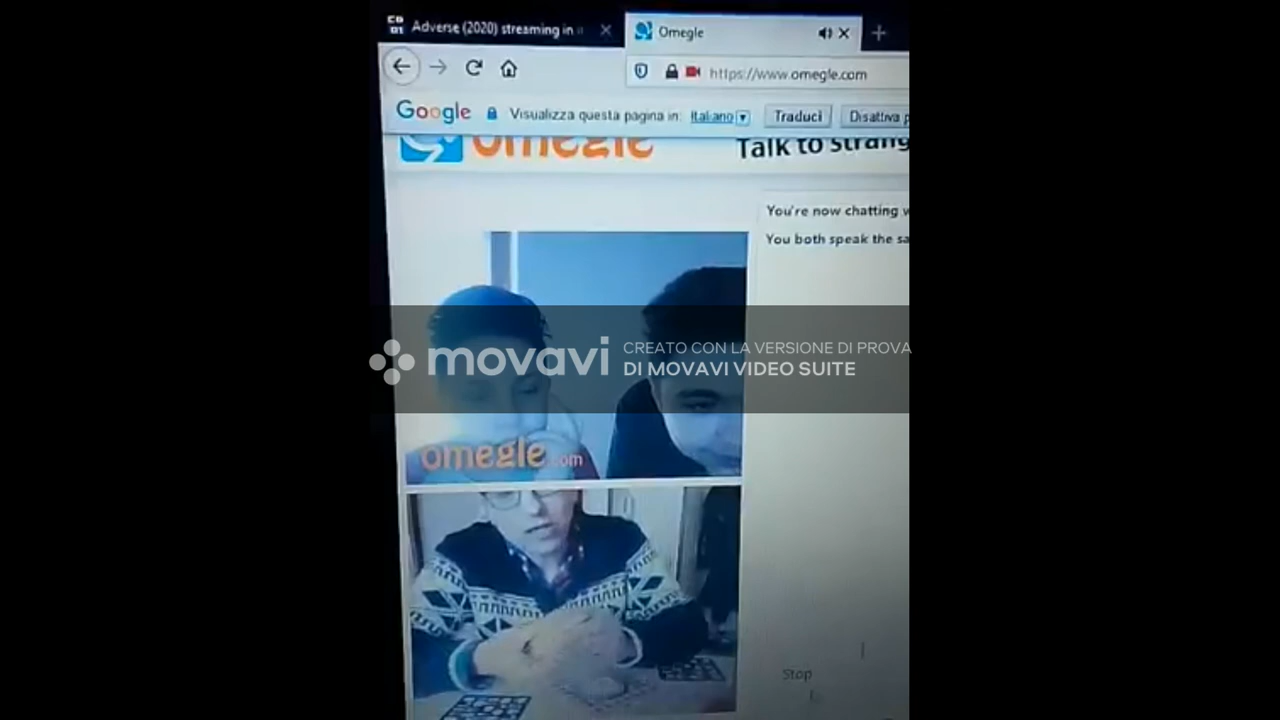 CB
01
Adverse (2020) streaming in
Omegle
https://www.omegle.com
Google
Visualizza questa pagina in:
Italiano
Traduci
Disattiva
omegle
Talk to strang
You're now chatting w
You both speak the sa
movavi
CREATO CON LA VERSIONE DI PROVA
DI MOVAVI VIDEO SUITE
omegle.com
Stop